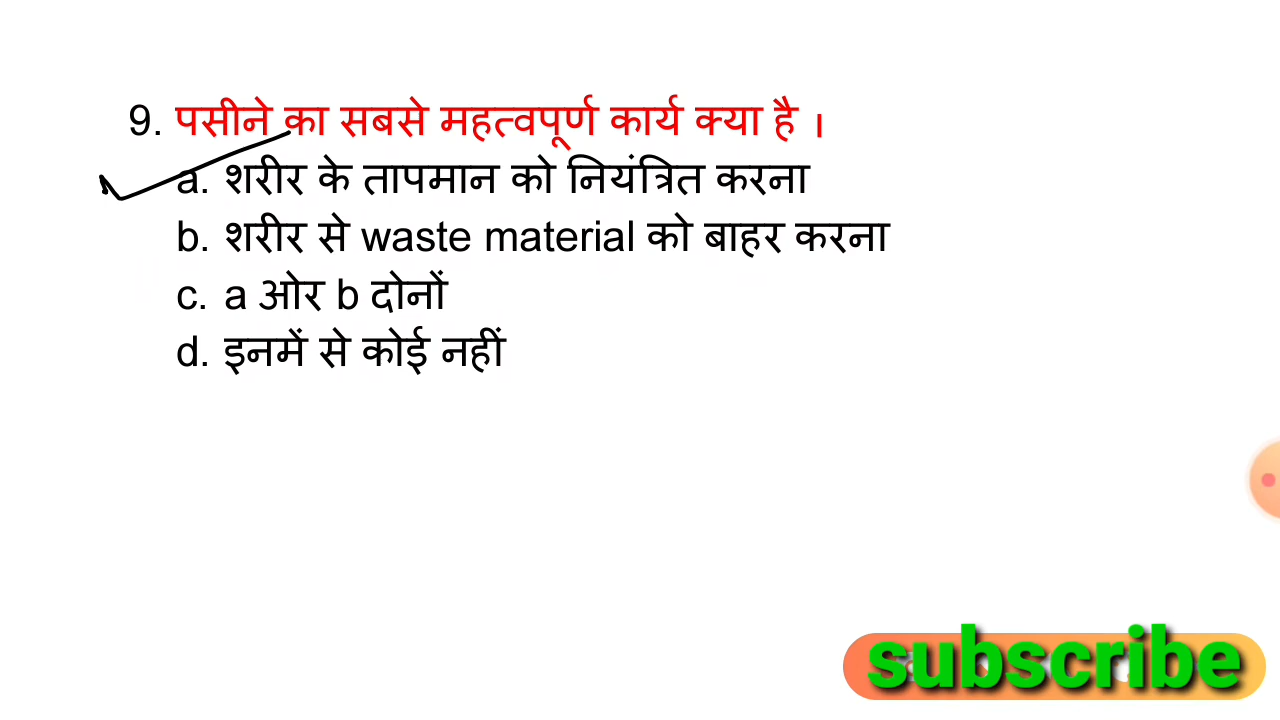 9. पसीने का सबसे महत्वपूर्ण कार्य क्या है ।
a. शरीर के तापमान को नियंत्रित करना
b. शरीर से waste material को बाहर करना
c. a ओर b दोनों
d. इनमें से कोई नहीं
subscribe